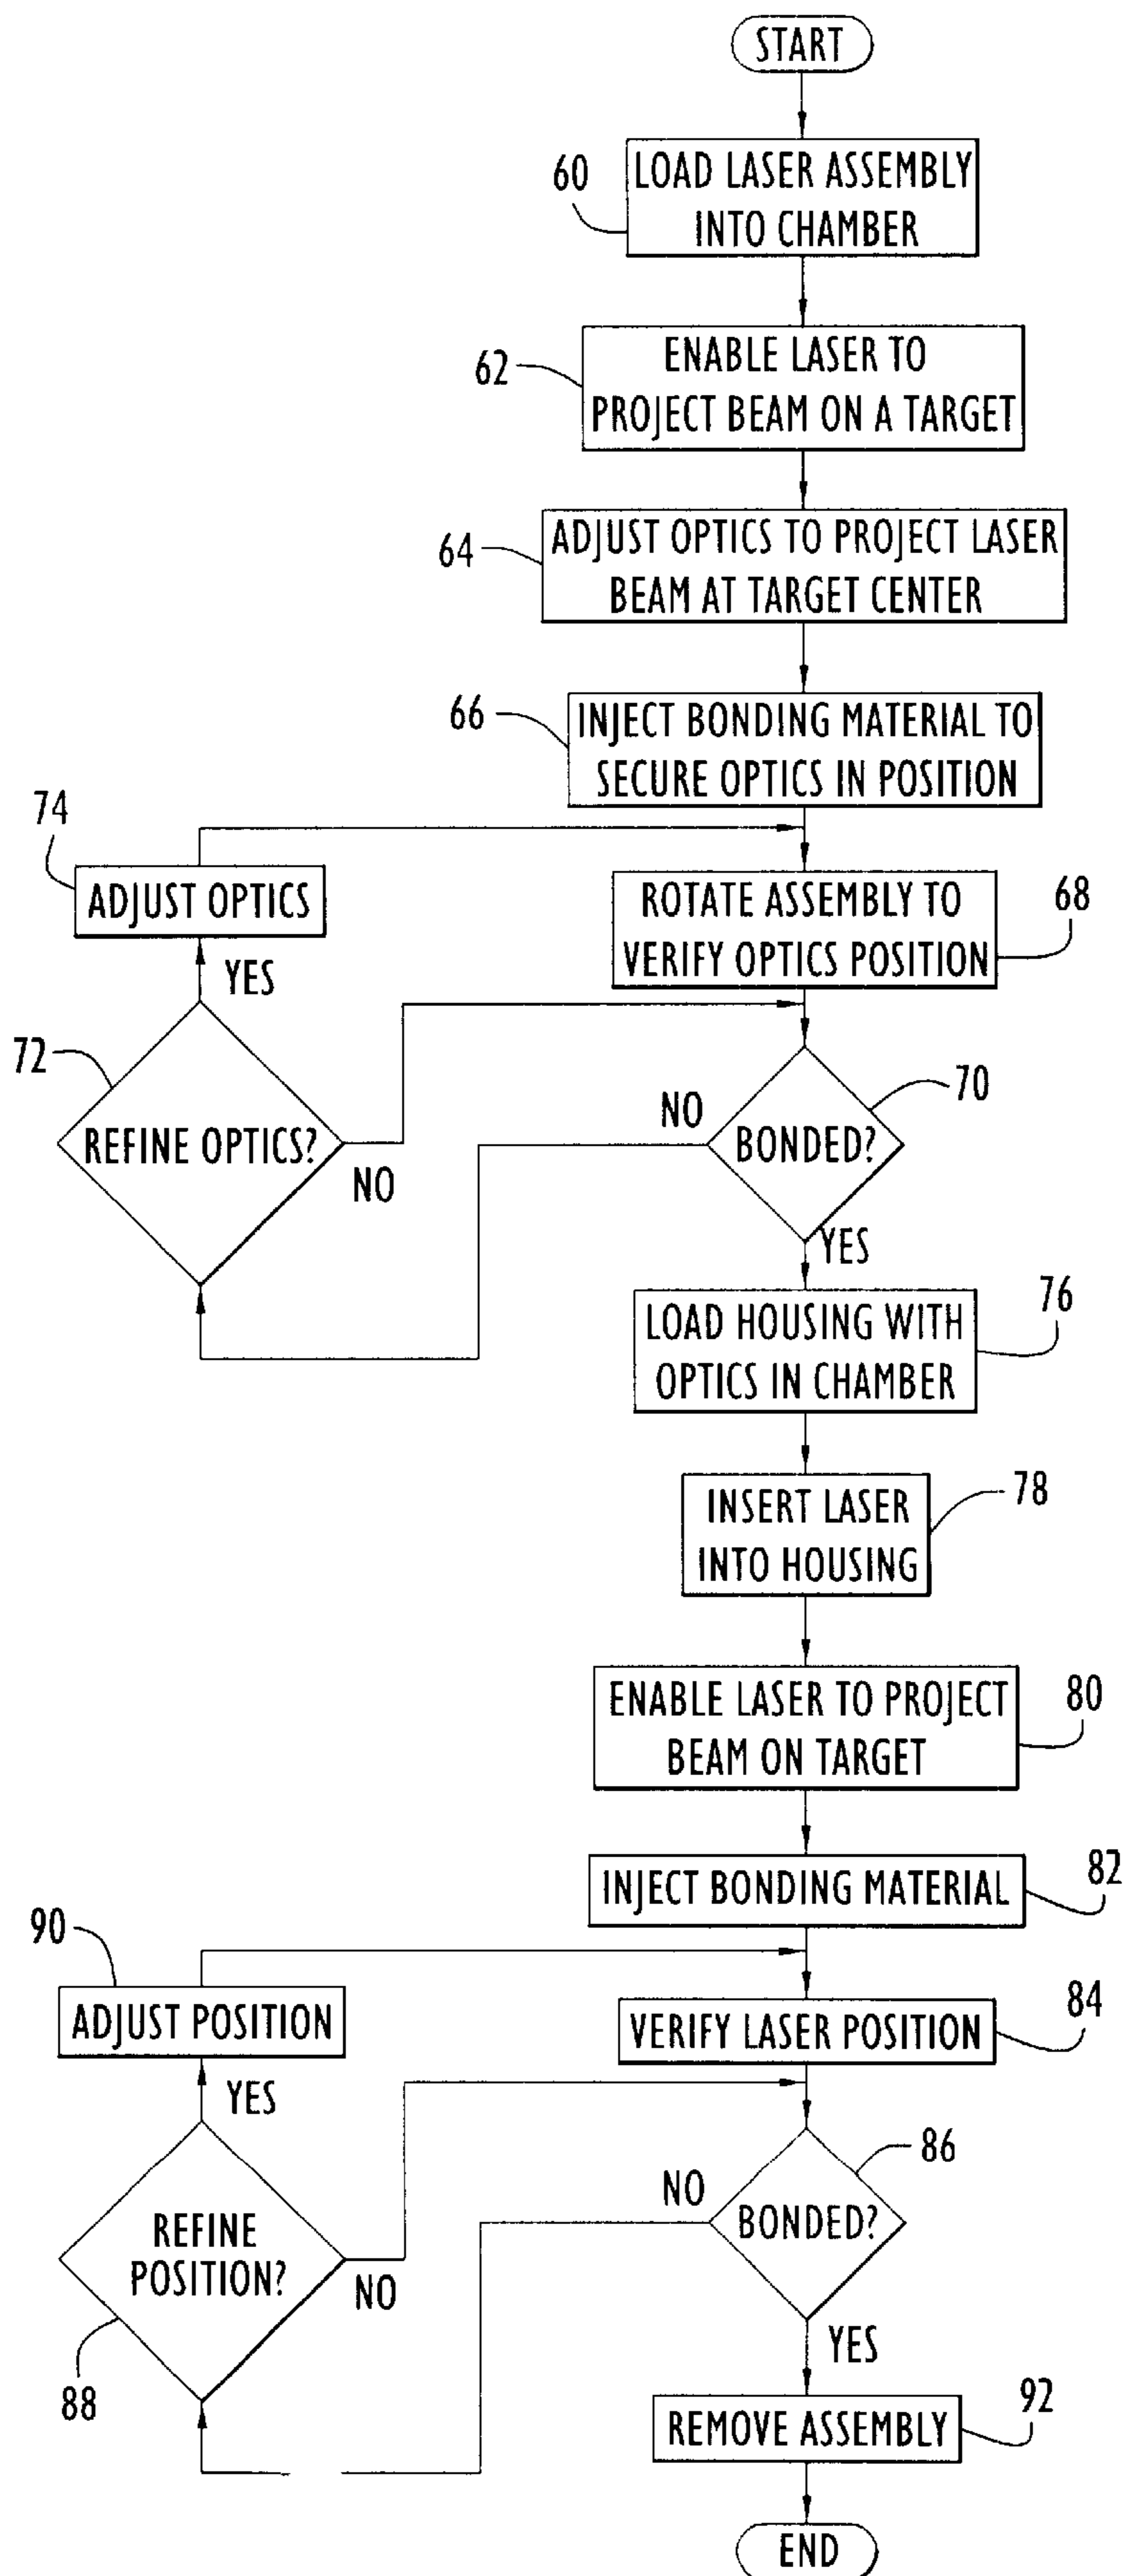 START
60
LOAD LASER ASSEMBLY
INTO CHAMBER
62
ENABLE LASER TO
PROJECT BEAM ON A TARGET
64
ADJUST OPTICS TO PROJECT LASER
BEAM AT TARGET CENTER
66
INJECT BONDING MATERIAL TO
SECURE OPTICS IN POSITION
74
ADJUST OPTICS
ROTATE ASSEMBLY TO
VERIFY OPTICS POSITION
68
YES
72
REFINE OPTICS?
NO
NO
BONDED?
70
YES
LOAD HOUSING WITH
OPTICS IN CHAMBER
76
INSERT LASER
INTO HOUSING
78
ENABLE LASER TO PROJECT
BEAM ON TARGET
80
INJECT BONDING MATERIAL
82
90
ADJUST POSITION
VERIFY LASER POSITION
84
YES
REFINE
POSITION?
NO
88
NO
BONDED?
86
YES
REMOVE ASSEMBLY
92
END